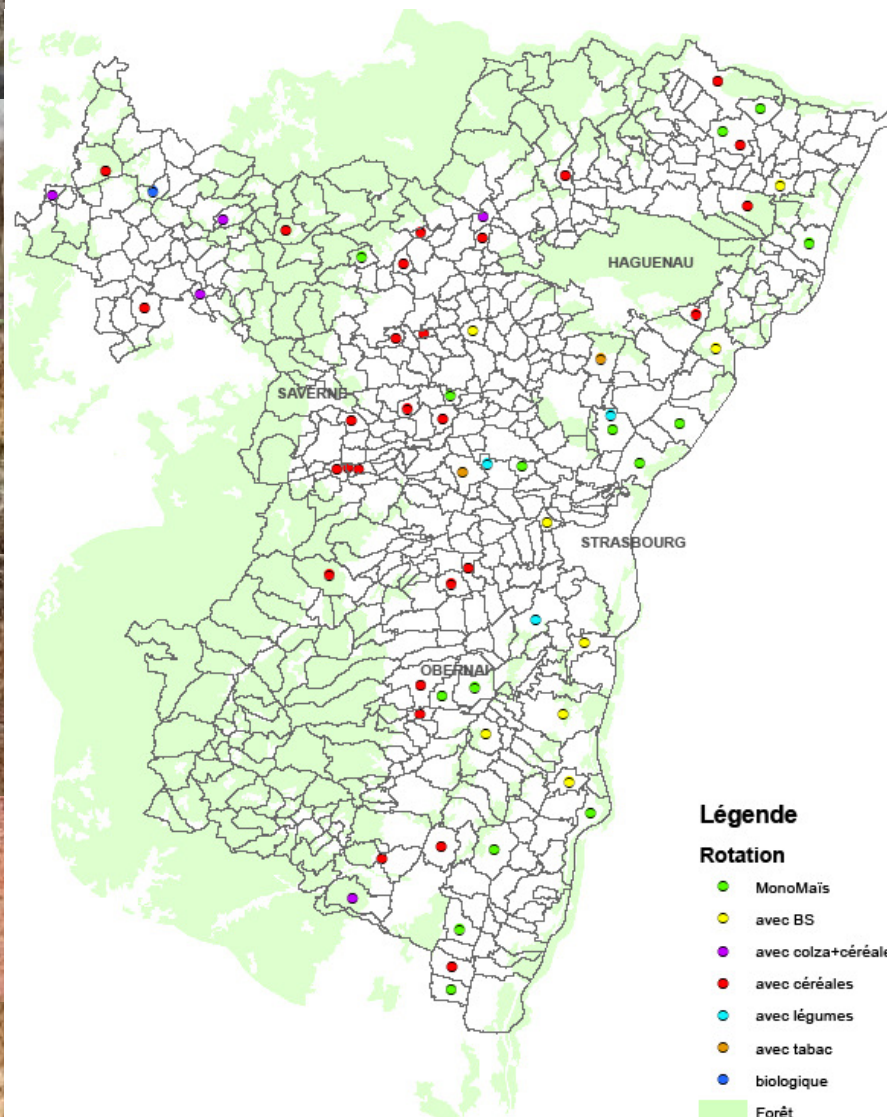 HAGUENAU
SAVERNE
STRASBOURG
OBERNAI
Légende
Rotation
MonoMaïs
avec BS
avec colza+céréale
avec céréales
avec légumes
avec tabac
biologique
Forêt